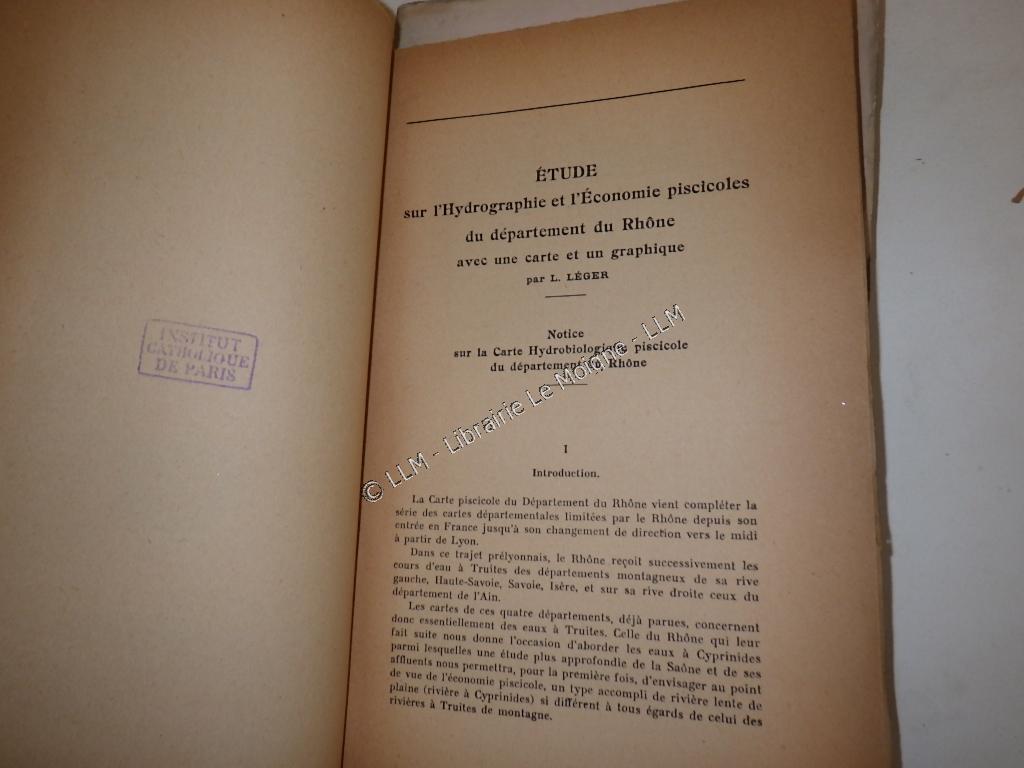 INSTITUT
CATHOLIQUE
DE PARIS
ÉTUDE
sur l'Hydrographie et l'Économie piscicoles
du département du Rhône
avec une carte et un graphique
par L. LÉGER
Notice
sur la Carte Hydrobiologique piscicole
du département du Rhône
© LLM - Librairie Le Moigne - LLM
I
Introduction.
La Carte piscicole du Département du Rhône vient compléter la
série des cartes départementales limitées par le Rhône depuis son
entrée en France jusqu'à son changement de direction vers le midi
à partir de Lyon.
Dans ce trajet prélyonnais, le Rhône reçoit successivement les
cours d'eau à Truites des départements montagneux de sa rive
gauche, Haute-Savoie, Savoie, Isère, et sur sa rive droite ceux du
département de l'Ain.
Les cartes de ces quatre départements, déjà parues, concernent
donc essentiellement des eaux à Truites. Celle du Rhône qui leur
fait suite nous donne l'occasion d'aborder les eaux à Cyprinides
parmi lesquelles une étude plus approfondie de la Saône et de ses
affluents nous permettra, pour la première fois, d'envisager au point
de vue de l'économie piscicole, un type accompli de rivière lente de
plaine (rivière à Cyprinides) si différent à tous égards de celui des
rivières à Truites de montagne.